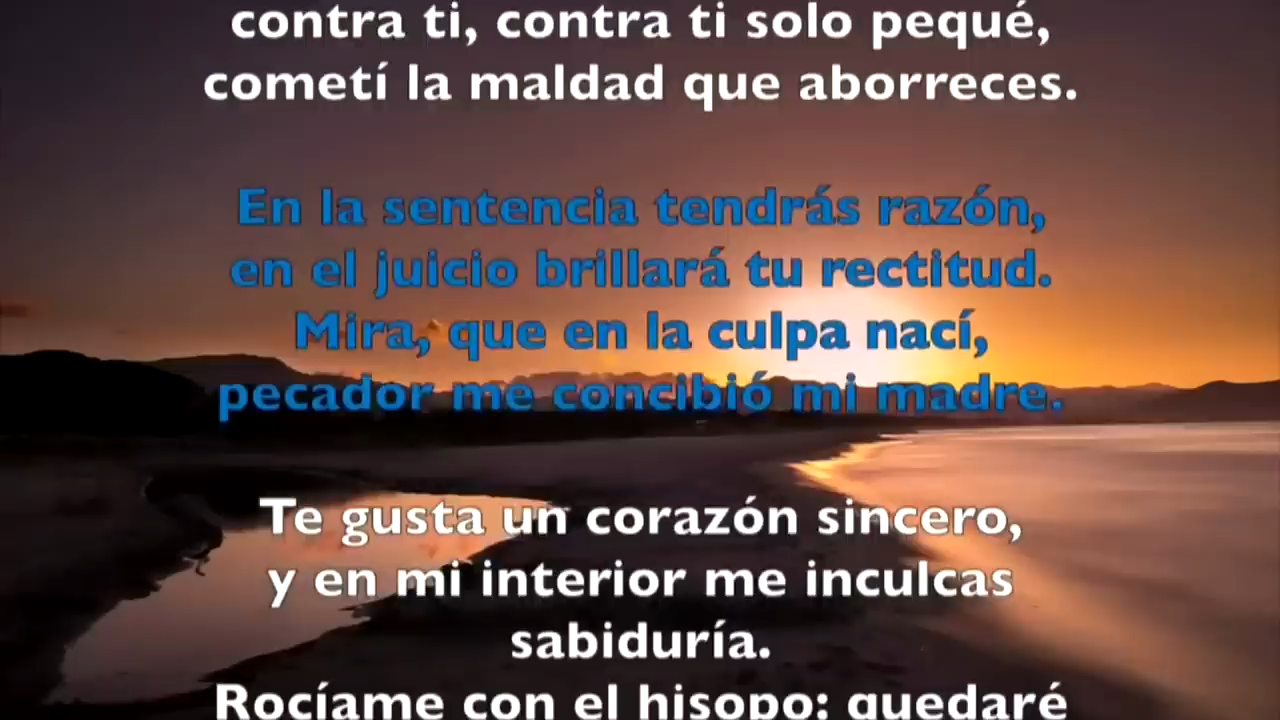 contra ti, contra ti solo pequé,
cometí la maldad que aborreces.
En la sentencia tendrás razón,
en el juicio brillará tu rectitud.
Mira, que en la culpa nací,
pecador me concibió mi madre.
Te gusta un corazón sincero,
y en mi interior me inculcas
sabiduría.
Rocíame con el hisopo: quedaré